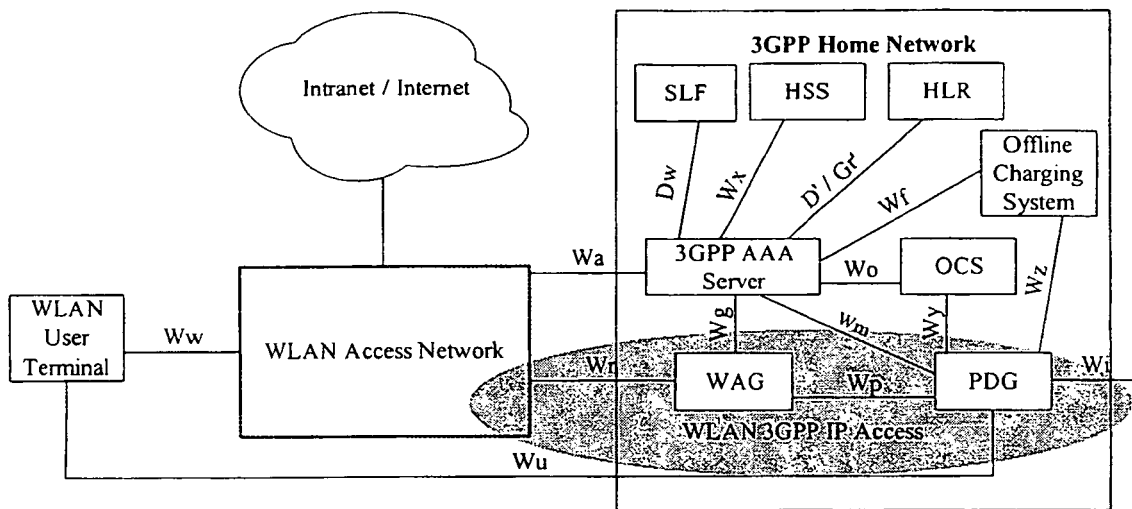 3GPP Home Network
Intranet / Internet
SLF
HSS
HLR
Offline
Charging
System
Dw
Wx
D' / Gr'
Wf
Wa
3GPP AAA
Server
Wo
OCS
Wz
WLAN
User
Terminal
Ww
WLAN Access Network
Wg
Wm
Wy
Wn
WAG
Wp
PDG
Wi
WLAN 3GPP IP Access
Wu